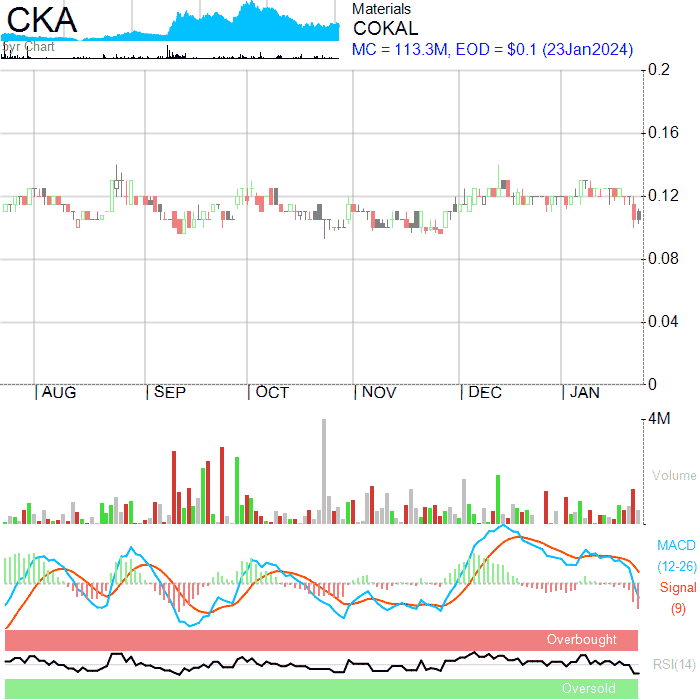 CKA
5yr Chart
Materials
COKAL
MC = 113.3M, EOD = $0.1 (23Jan2024)
0.2
0.16
0.12
0.08
0.04
0
AUG
SEP
OCT
NOV
DEC
JAN
4M
Volume
MACD
(12-26)
Signal
(9)
Overbought
RSI(14)
Oversold